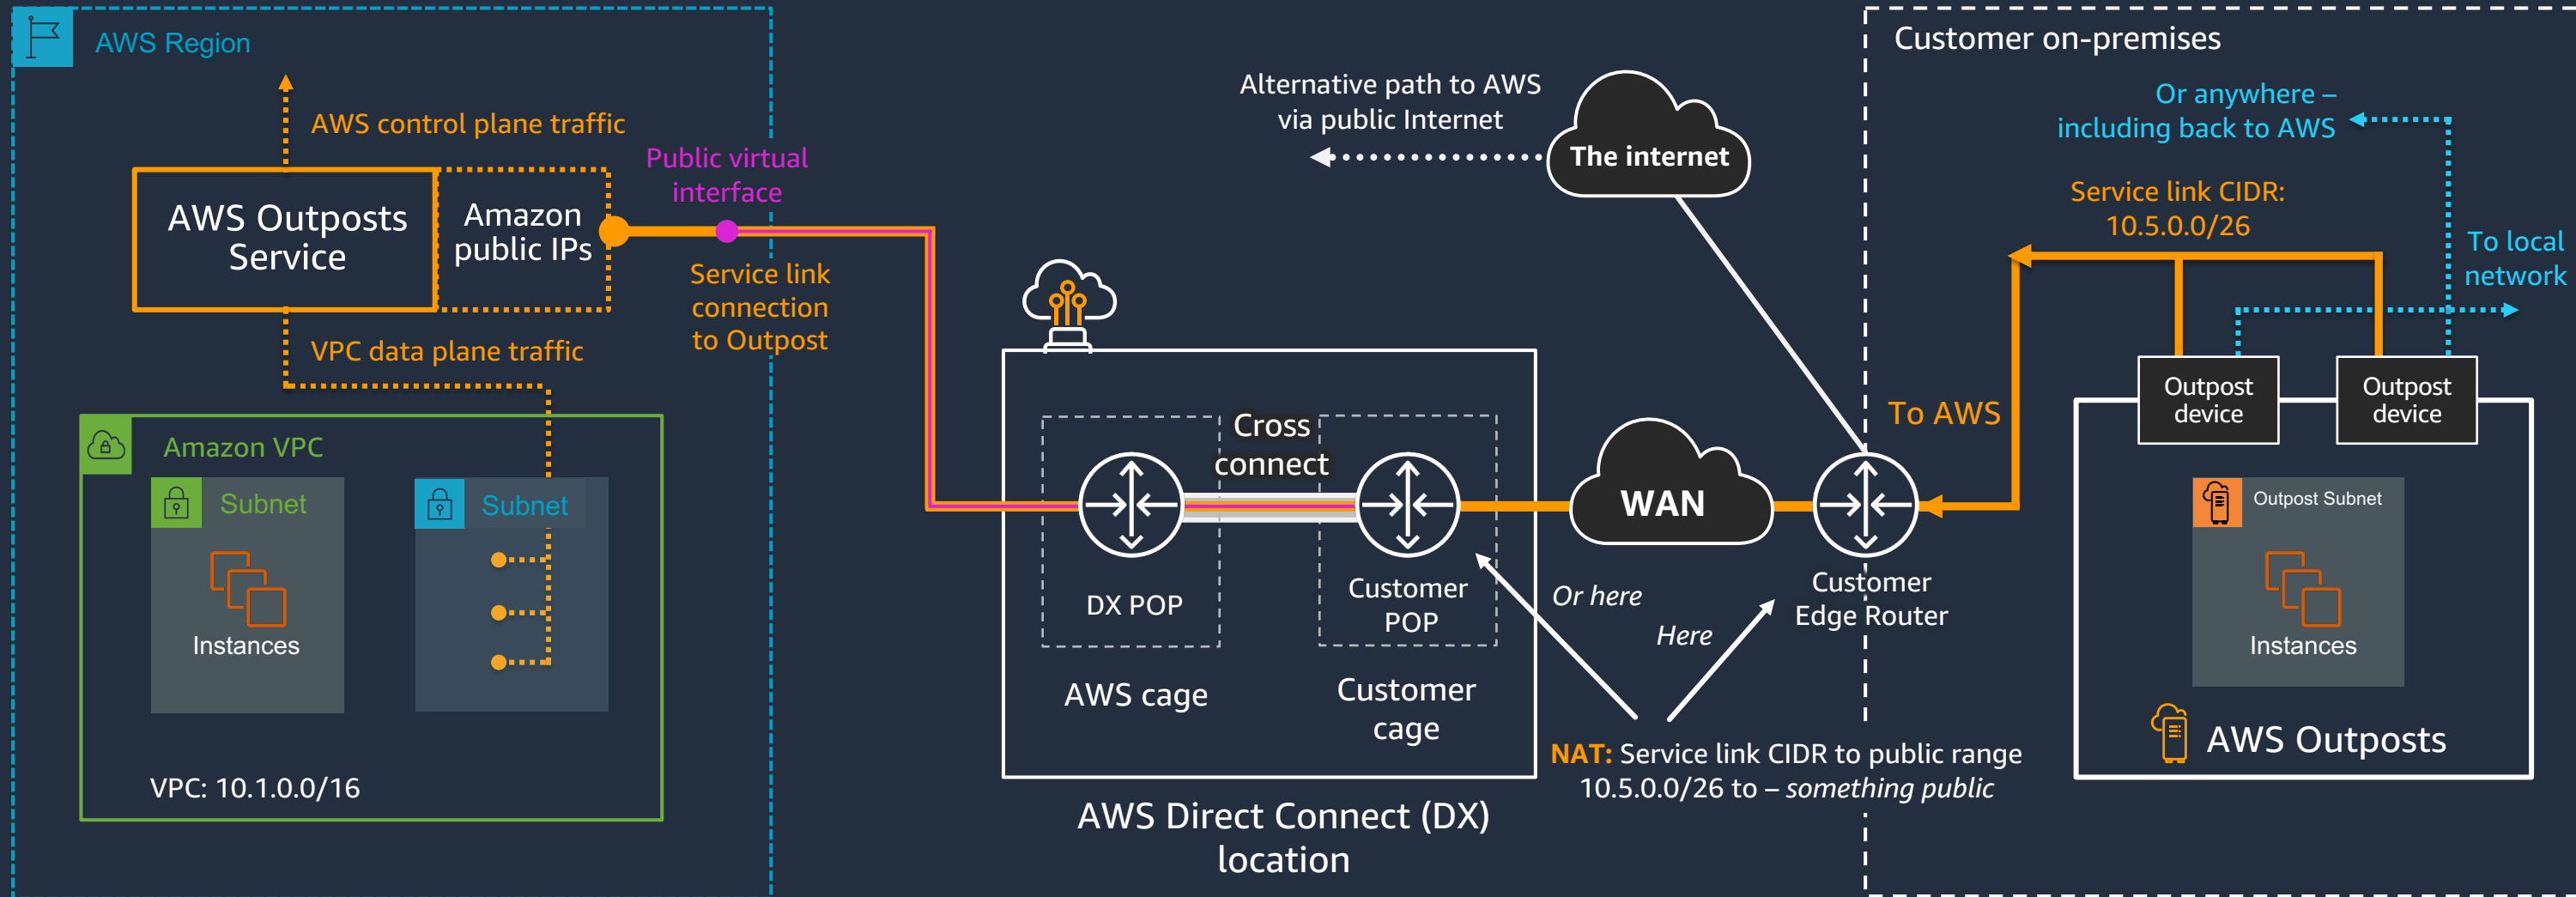 AWS Region
AWS control plane traffic
AWS Outposts
Service
Amazon
public IPs
Public virtual
interface
Service link
connection
to Outpost
VPC data plane traffic
Amazon VPC
Subnet
Instances
Subnet
VPC: 10.1.0.0/16
Alternative path to AWS
via public Internet
The internet
Cross
connect
DX POP
Customer
POP
AWS cage
Customer
cage
AWS Direct Connect (DX)
location
WAN
Or here
Here
Customer
Edge Router
NAT: Service link CIDR to public range
10.5.0.0/26 to – something public
Customer on-premises
Or anywhere –
including back to AWS
Service link CIDR:
10.5.0.0/26
To local
network
To AWS
Outpost
device
Outpost
device
Outpost Subnet
Instances
AWS Outposts